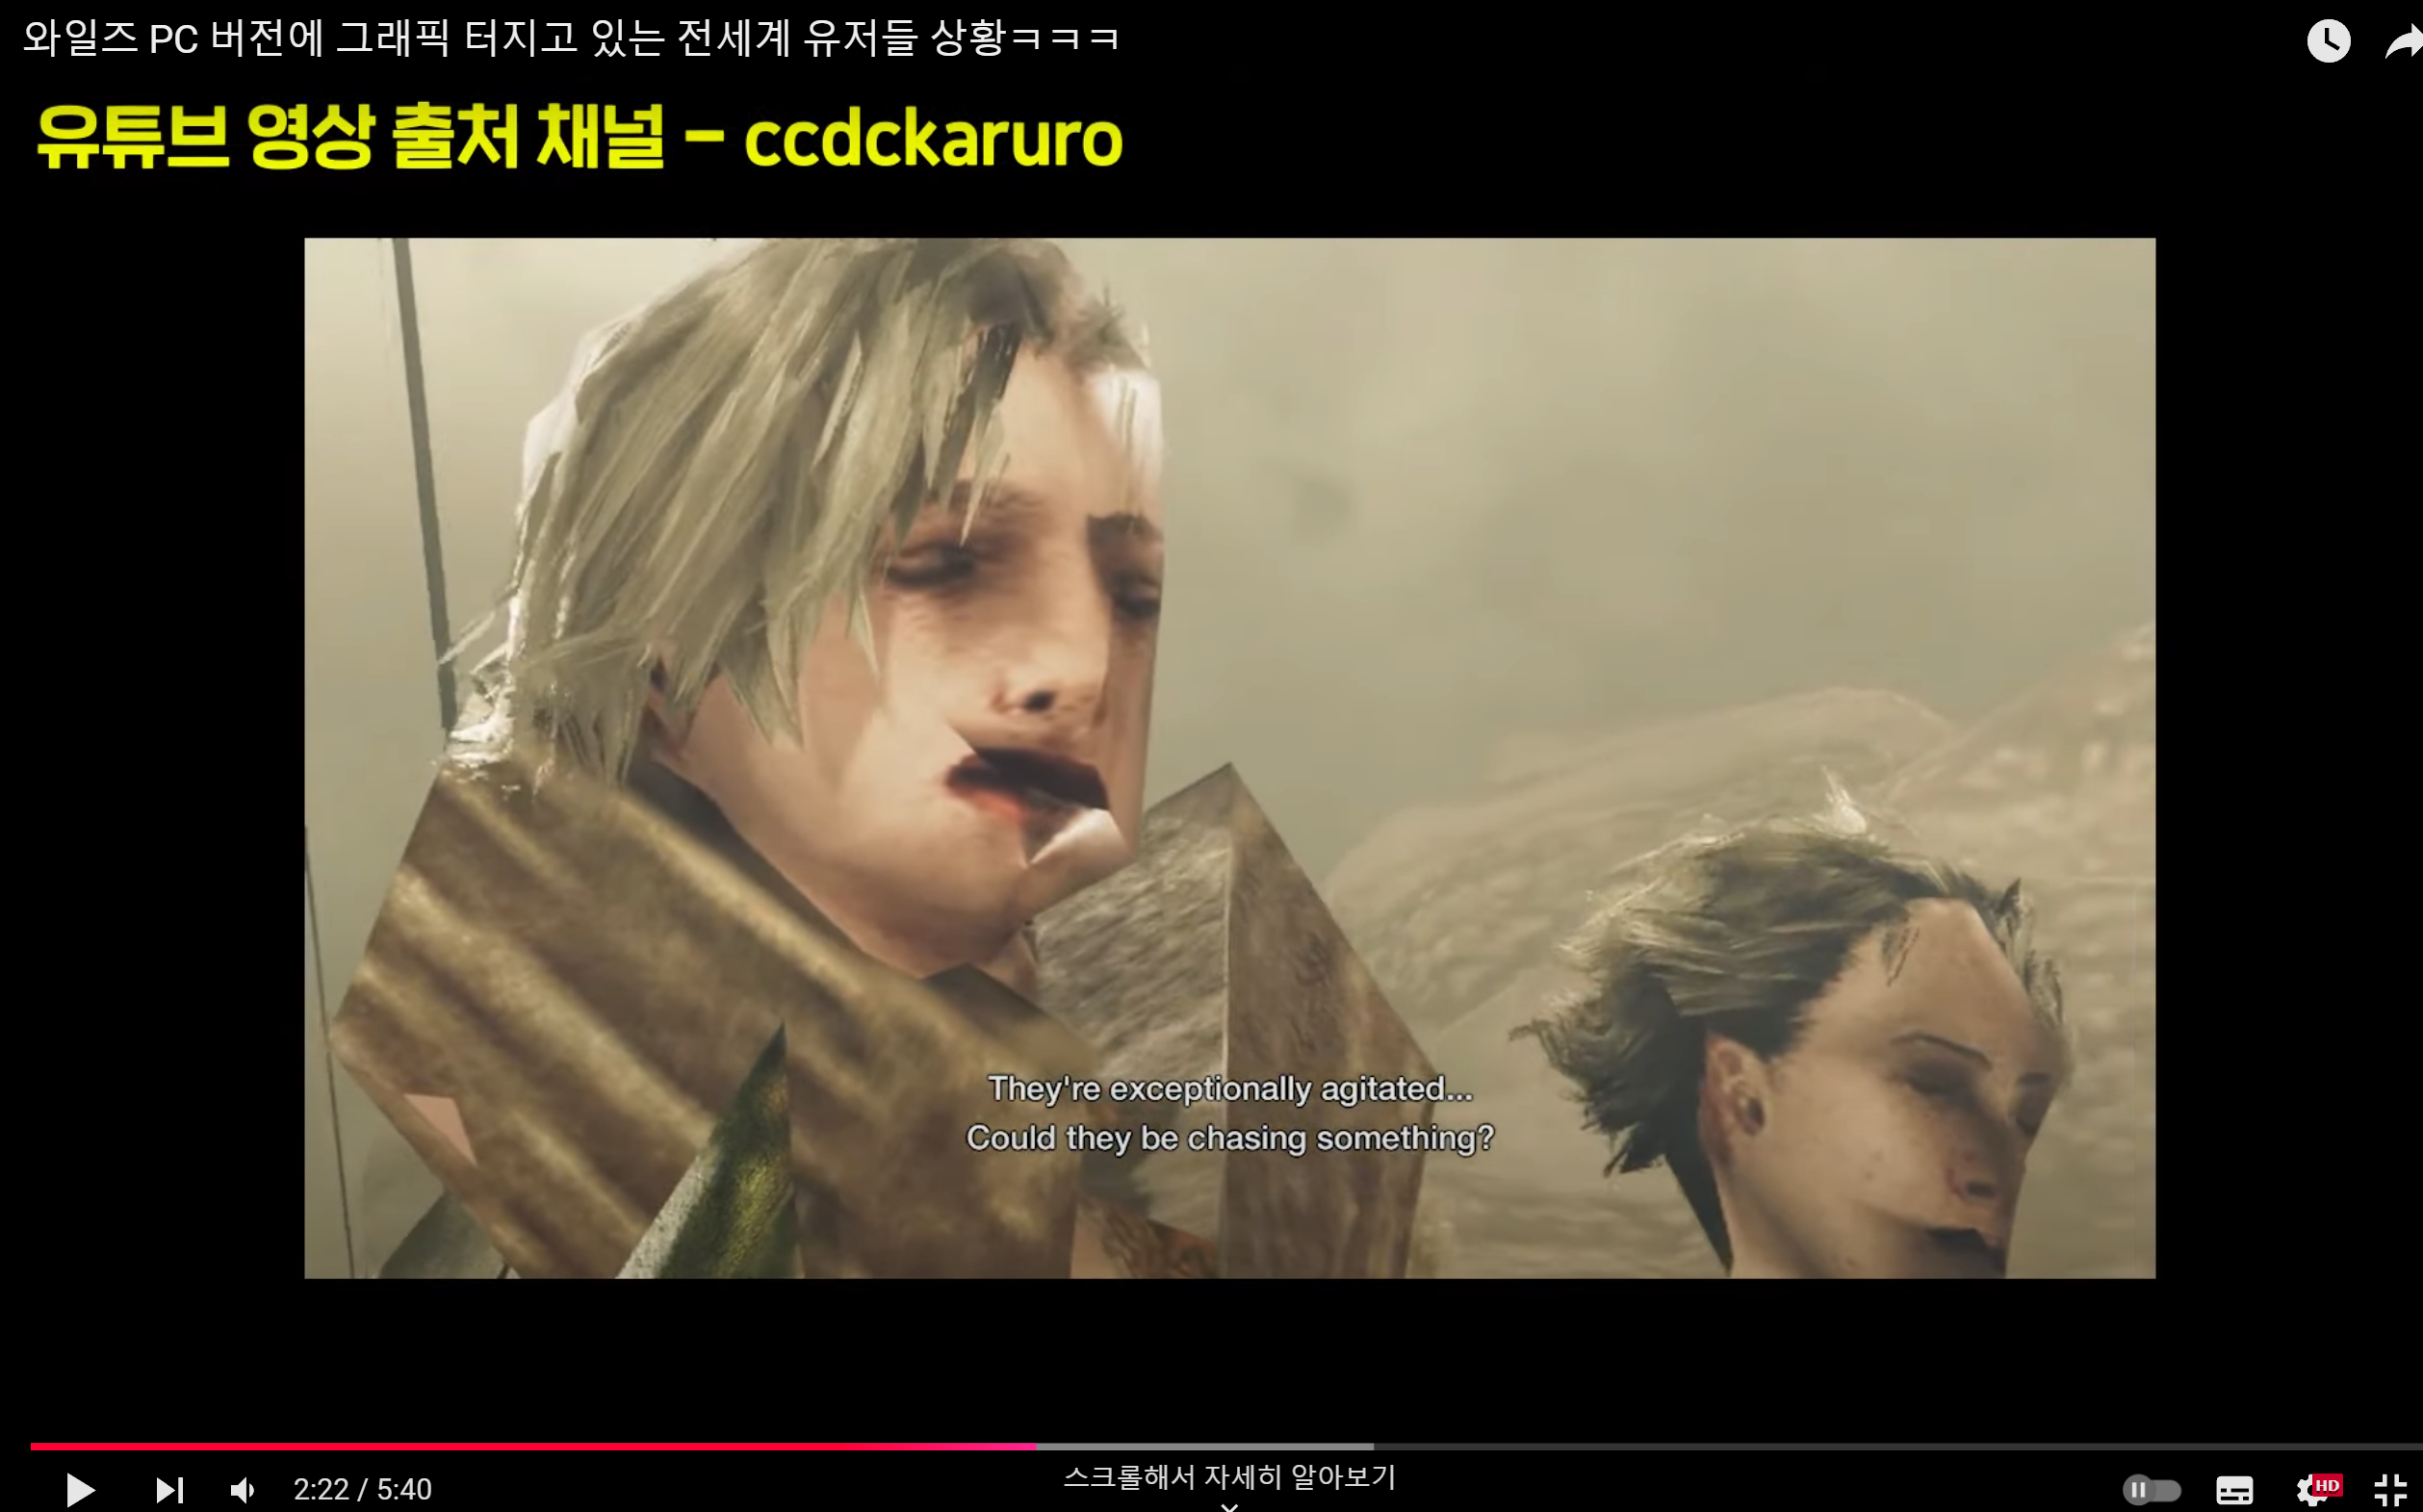 와일즈 PC 버전에 그래픽 터지고 있는 전세계 유저들 상황ㅋㅋㅋ
유튜브 영상 출처 채널 - ccdckaruro
They're exceptionally agitated...
Could they be chasing something?
2:22 / 5:40
스크롤해서 자세히 알아보기
HD